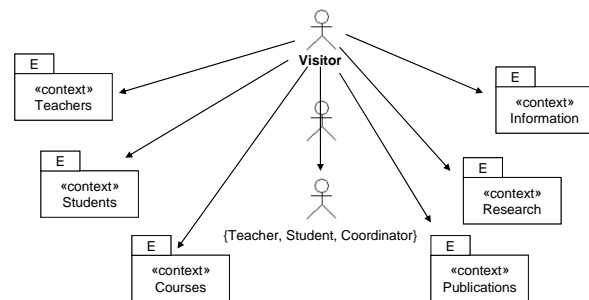 Visitor
E
«context»
Teachers
E
«context»
Information
E
«context»
Students
E
«context»
Research
{Teacher, Student, Coordinator}
E
«context»
Courses
E
«context»
Publications